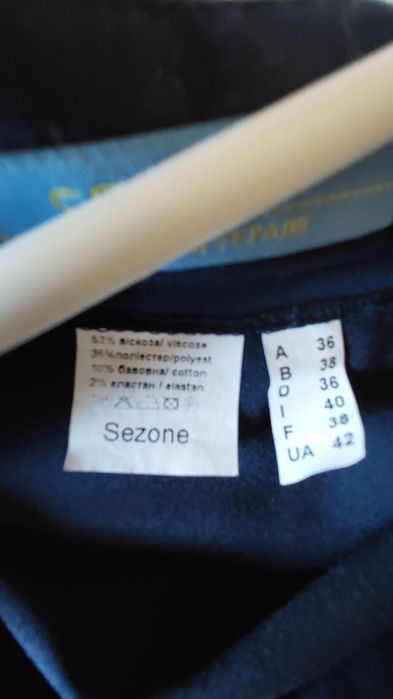 53% віскоза/ viscose
35%поліестер/polyest
10% бавовна/ cotton
2% еластан / elastan
Sezone
A 36
B 38
D 36
I 40
F 38
UA 42